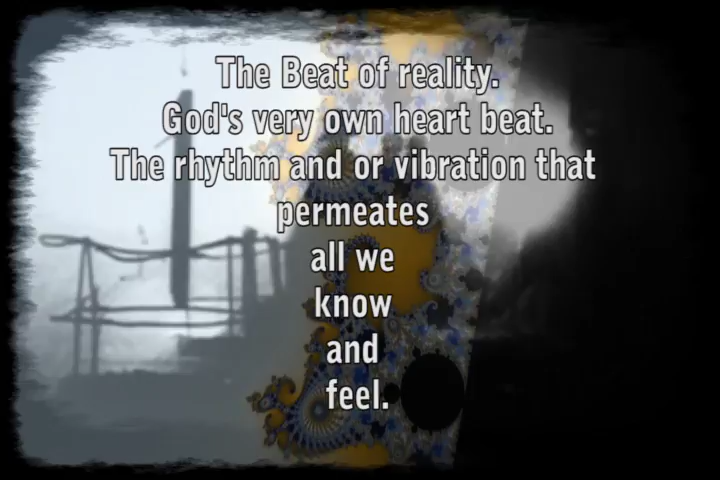 The Beat of reality.
God's very own heart beat.
The rhythm and or vibration that
permeates
all we
know
and
feel.